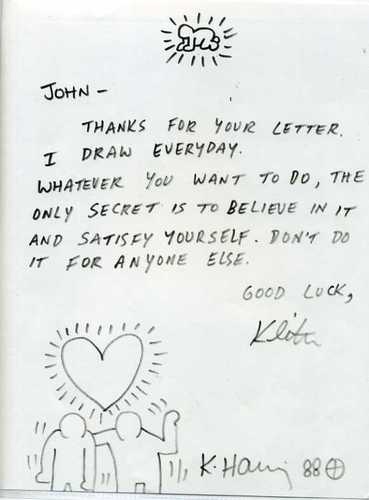 JOHN –
THANKS FOR YOUR LETTER.
I DRAW EVERYDAY.
WHATEVER YOU WANT TO DO, THE
ONLY SECRET IS TO BELIEVE IN IT
AND SATISFY YOURSELF. DON'T DO
IT FOR ANYONE ELSE.
GOOD LUCK,
Keith
K. Haring 88